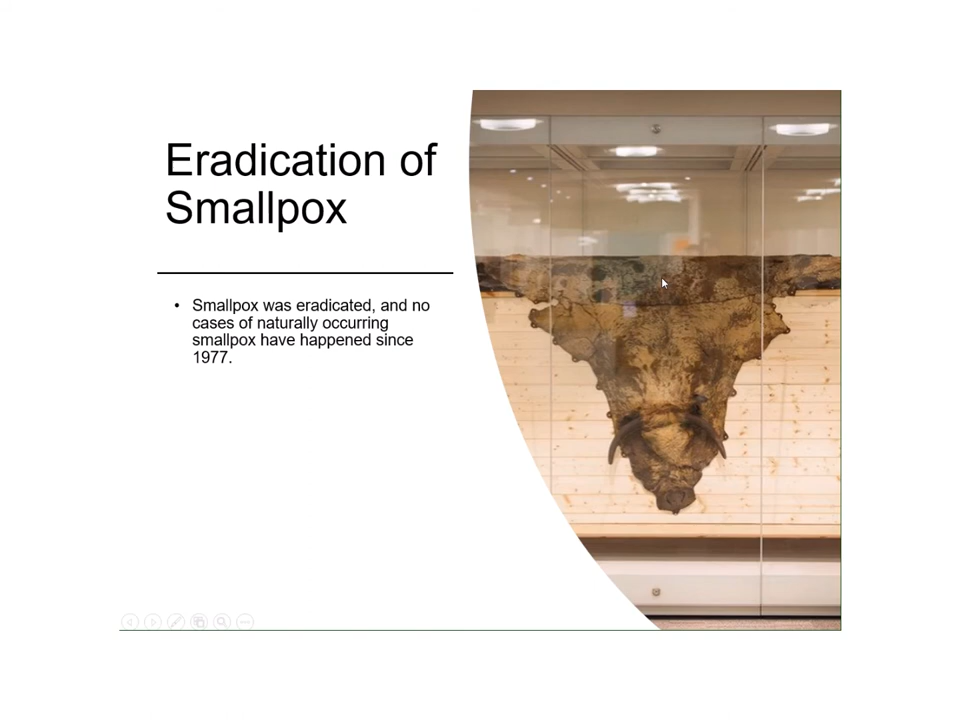 Eradication of
Smallpox
• Smallpox was eradicated, and no
cases of naturally occurring
smallpox have happened since
1977.